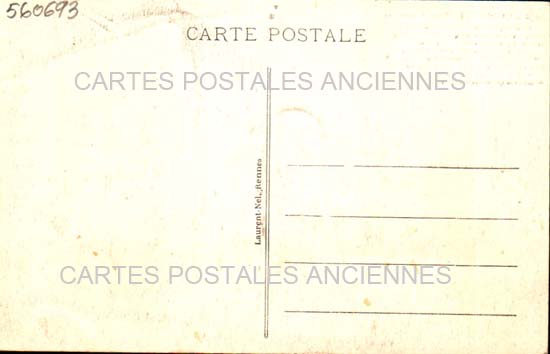 560693
CARTE POSTALE
CARTES POSTALES ANCIENNES
Laurent-Nel, Rennes
CARTES POSTALES ANCIENNES